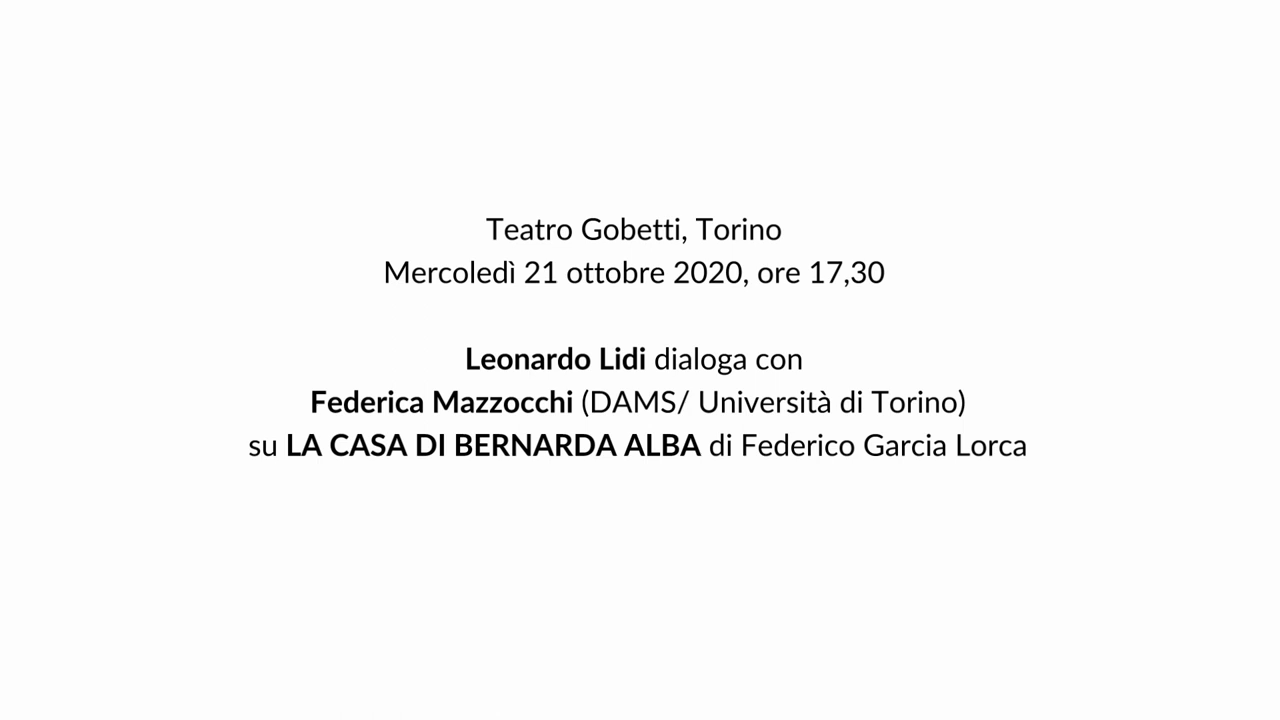 Teatro Gobetti, Torino
Mercoledì 21 ottobre 2020, ore 17,30
Leonardo Lidi dialoga con
Federica Mazzocchi (DAMS/ Università di Torino)
su LA CASA DI BERNARDA ALBA di Federico Garcia Lorca